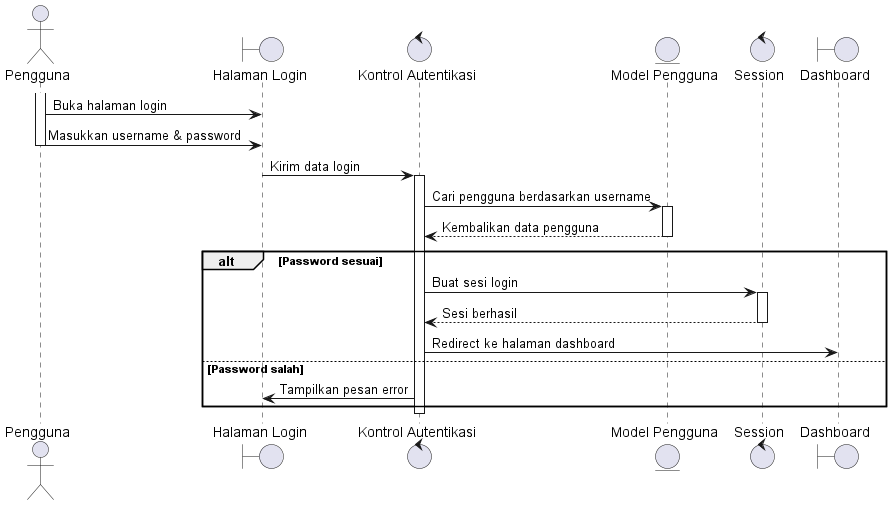 Pengguna
Halaman Login
Kontrol Autentikasi
Model Pengguna
Session
Dashboard
Buka halaman login
Masukkan username & password
Kirim data login
Cari pengguna berdasarkan username
Kembalikan data pengguna
alt
[Password sesuai]
Buat sesi login
Sesi berhasil
Redirect ke halaman dashboard
[Password salah]
Tampilkan pesan error
Pengguna
Halaman Login
Kontrol Autentikasi
Model Pengguna
Session
Dashboard